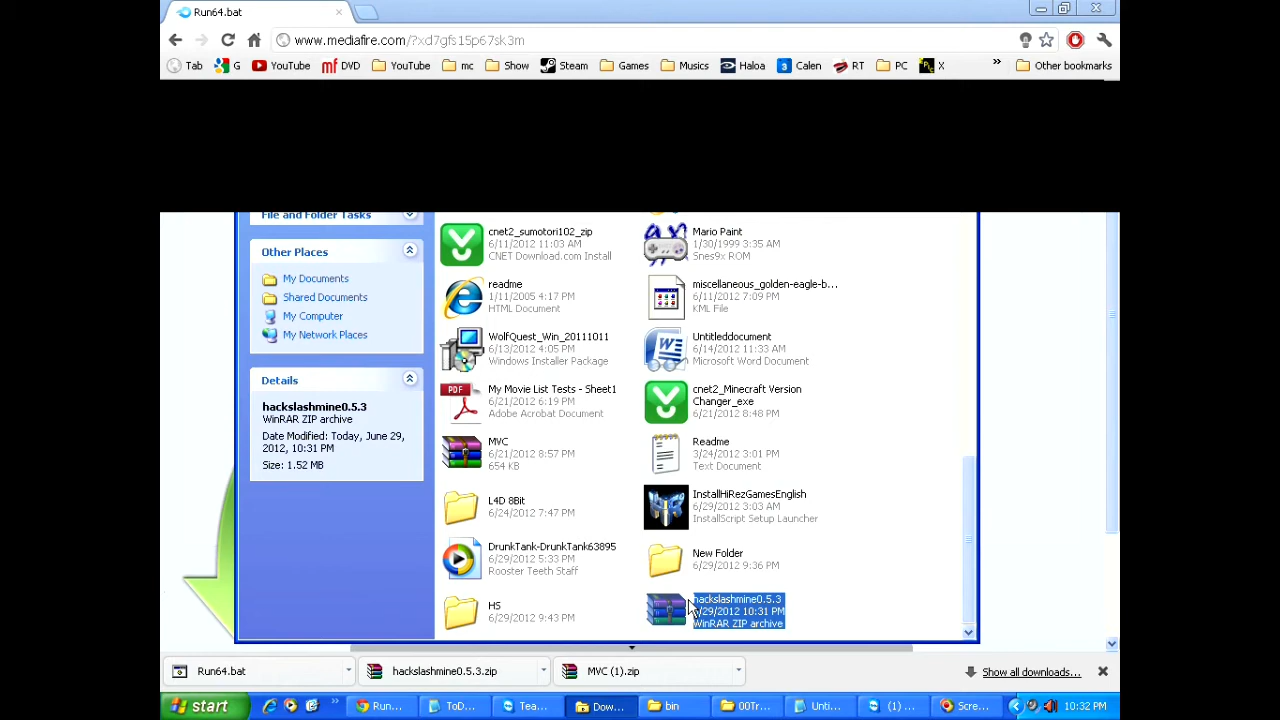 Run64.bat
www.mediafire.com/?xd7gfs15p67sk3m
Tab G YouTube DVD YouTube mc Show Steam Games Musics Haloa Calen RT PC X » Other bookmarks
File and Folder Tasks
Other Places
My Documents
Shared Documents
My Computer
My Network Places
Details
hackslashmine0.5.3
WinRAR ZIP archive
Date Modified: Today, June 29,
2012, 10:31 PM
Size: 1.52 MB
cnet2_sumotori102_zip
6/11/2012 11:03 AM
CNET Download.com Install
Mario Paint
1/30/1999 3:35 AM
Snes9x ROM
readme
1/11/2005 4:17 PM
HTML Document
miscellaneous_golden-eagle-b...
6/11/2012 7:09 PM
KML File
WolfQuest_Win_20111011
6/13/2012 4:05 PM
Windows Installer Package
Untitleddocument
6/14/2012 11:33 AM
Microsoft Word Document
PDF
My Movie List Tests - Sheet1
6/21/2012 6:19 PM
Adobe Acrobat Document
cnet2_Minecraft Version
Changer_exe
6/21/2012 8:48 PM
MVC
6/21/2012 8:57 PM
654 KB
Readme
3/24/2012 3:01 PM
Text Document
L4D 8Bit
6/24/2012 7:47 PM
InstallHiRezGamesEnglish
6/29/2012 3:03 AM
InstallScript Setup Launcher
DrunkTank-DrunkTank63895
6/29/2012 5:33 PM
Rooster Teeth Staff
New Folder
6/29/2012 9:36 PM
HS
6/29/2012 9:43 PM
hackslashmine0.5.3
6/29/2012 10:31 PM
WinRAR ZIP archive
Run64.bat hackslashmine0.5.3.zip MVC (1).zip Show all downloads...
start Run... ToD... Tea... Dow... bin 00Tr... Unti... (1) ... Scre... 10:32 PM